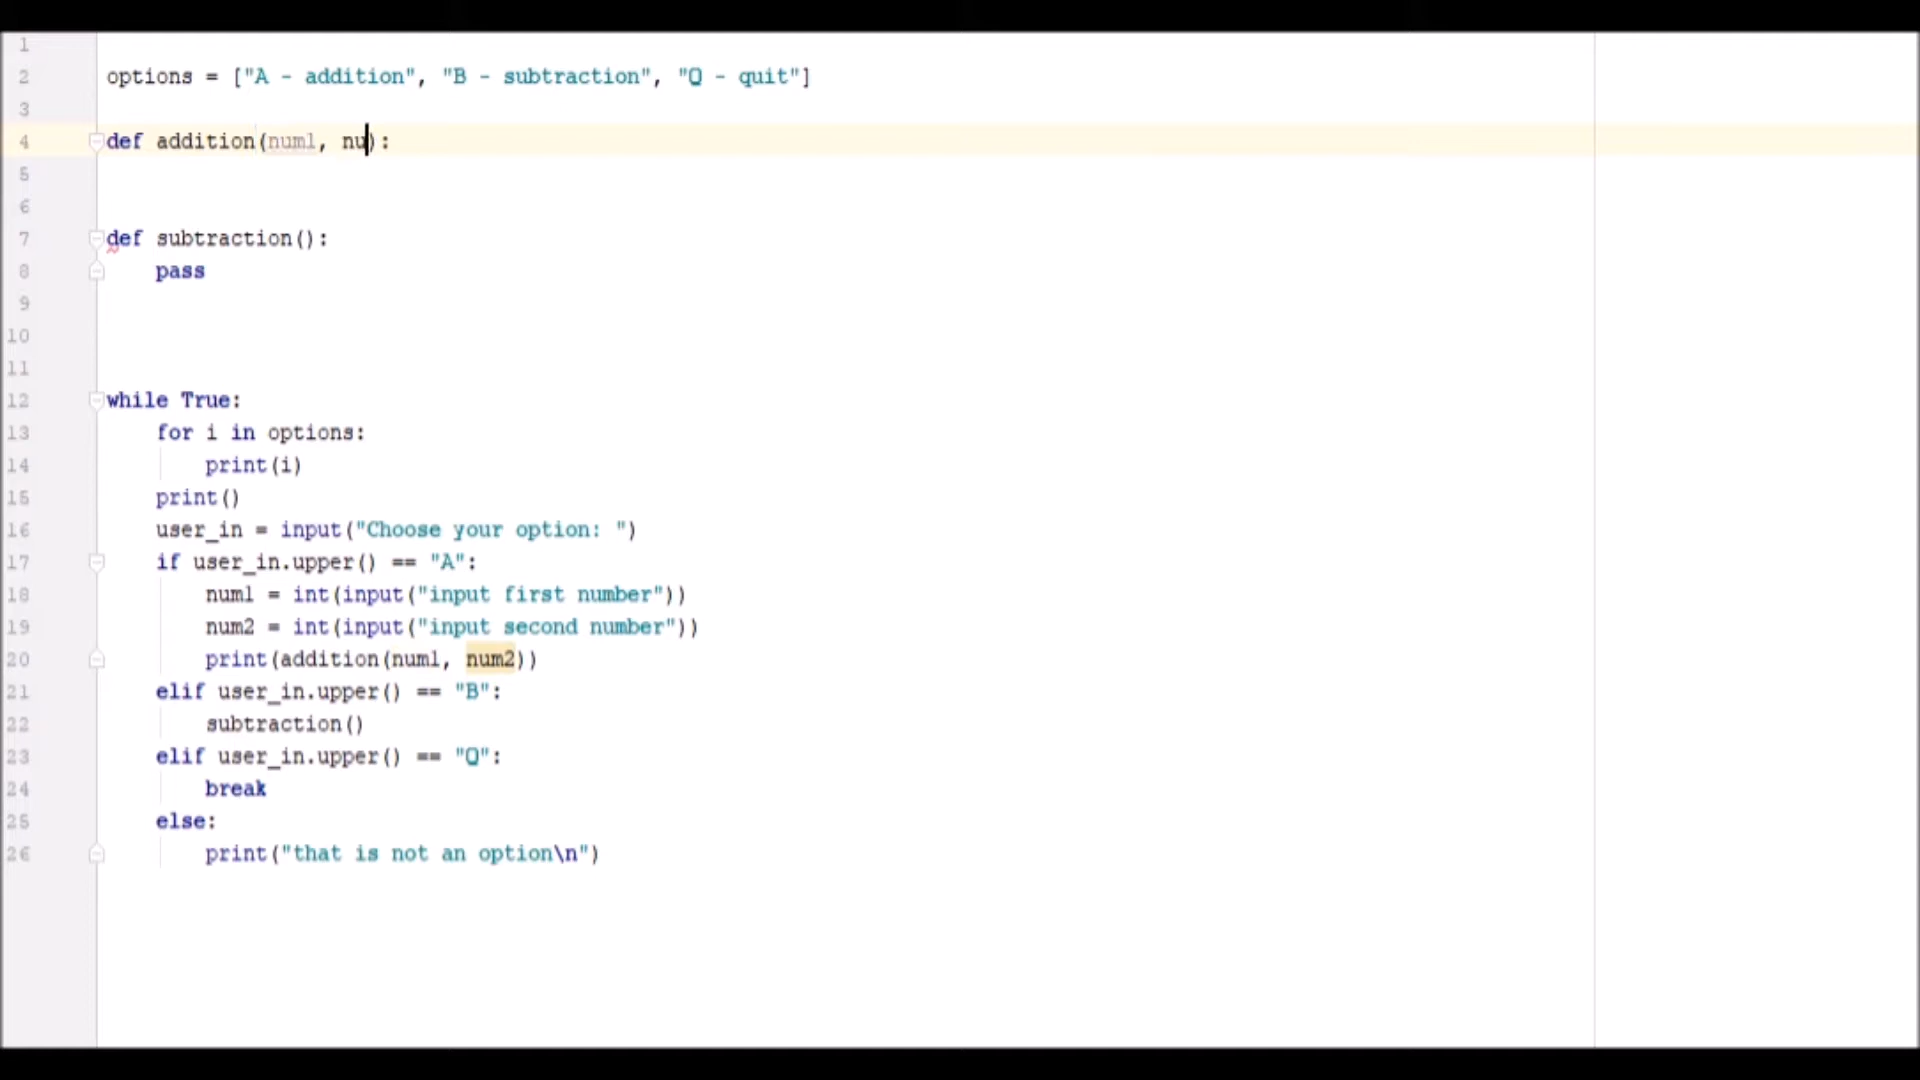 1
2 options = ["A - addition", "B - subtraction", "Q - quit"]
3
4 def addition(num1, nu):
5
6
7 def subtraction():
8 pass
9
10
11
12 while True:
13 for i in options:
14 print(i)
15 print()
16 user_in = input("Choose your option: ")
17 if user_in.upper() == "A":
18 num1 = int(input("input first number"))
19 num2 = int(input("input second number"))
20 print(addition(num1, num2))
21 elif user_in.upper() == "B":
22 subtraction()
23 elif user_in.upper() == "Q":
24 break
25 else:
26 print("that is not an option\n")